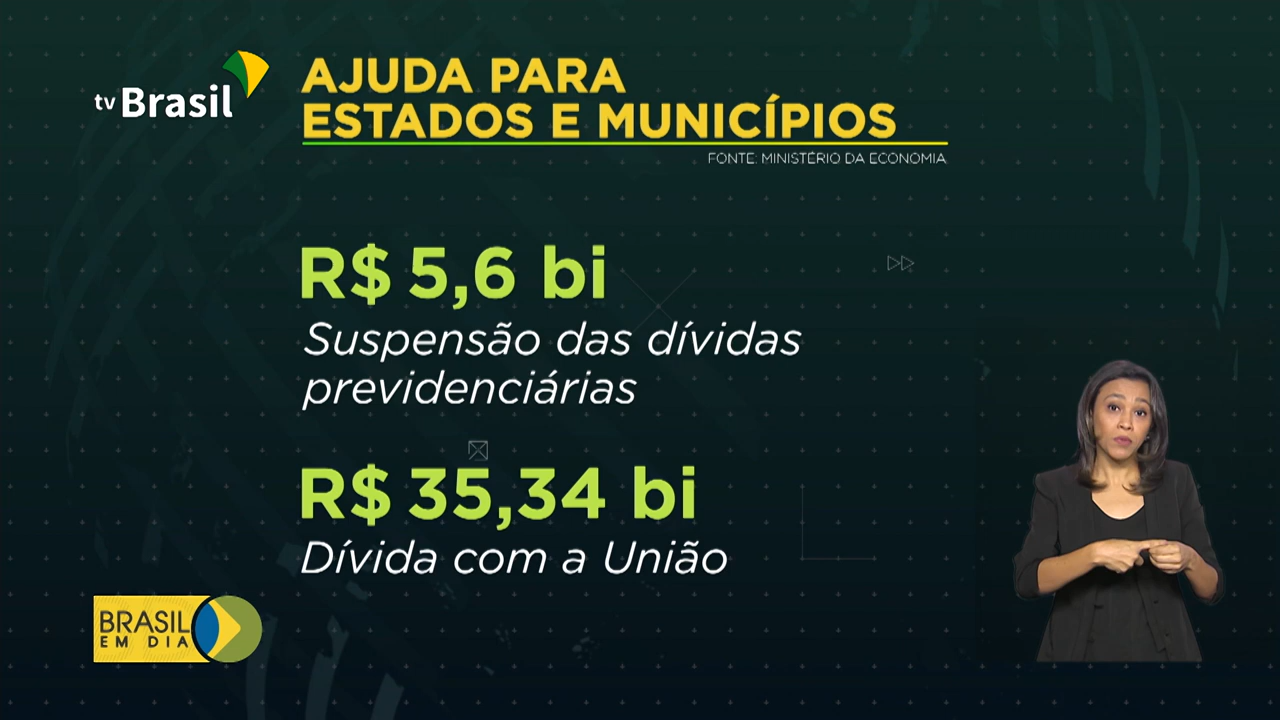 tv Brasil
AJUDA PARA
ESTADOS E MUNICÍPIOS
FONTE: MINISTÉRIO DA ECONOMIA
R$ 5,6 bi
Suspensão das dívidas
previdenciárias
R$ 35,34 bi
Dívida com a União
BRASIL
EM DIA